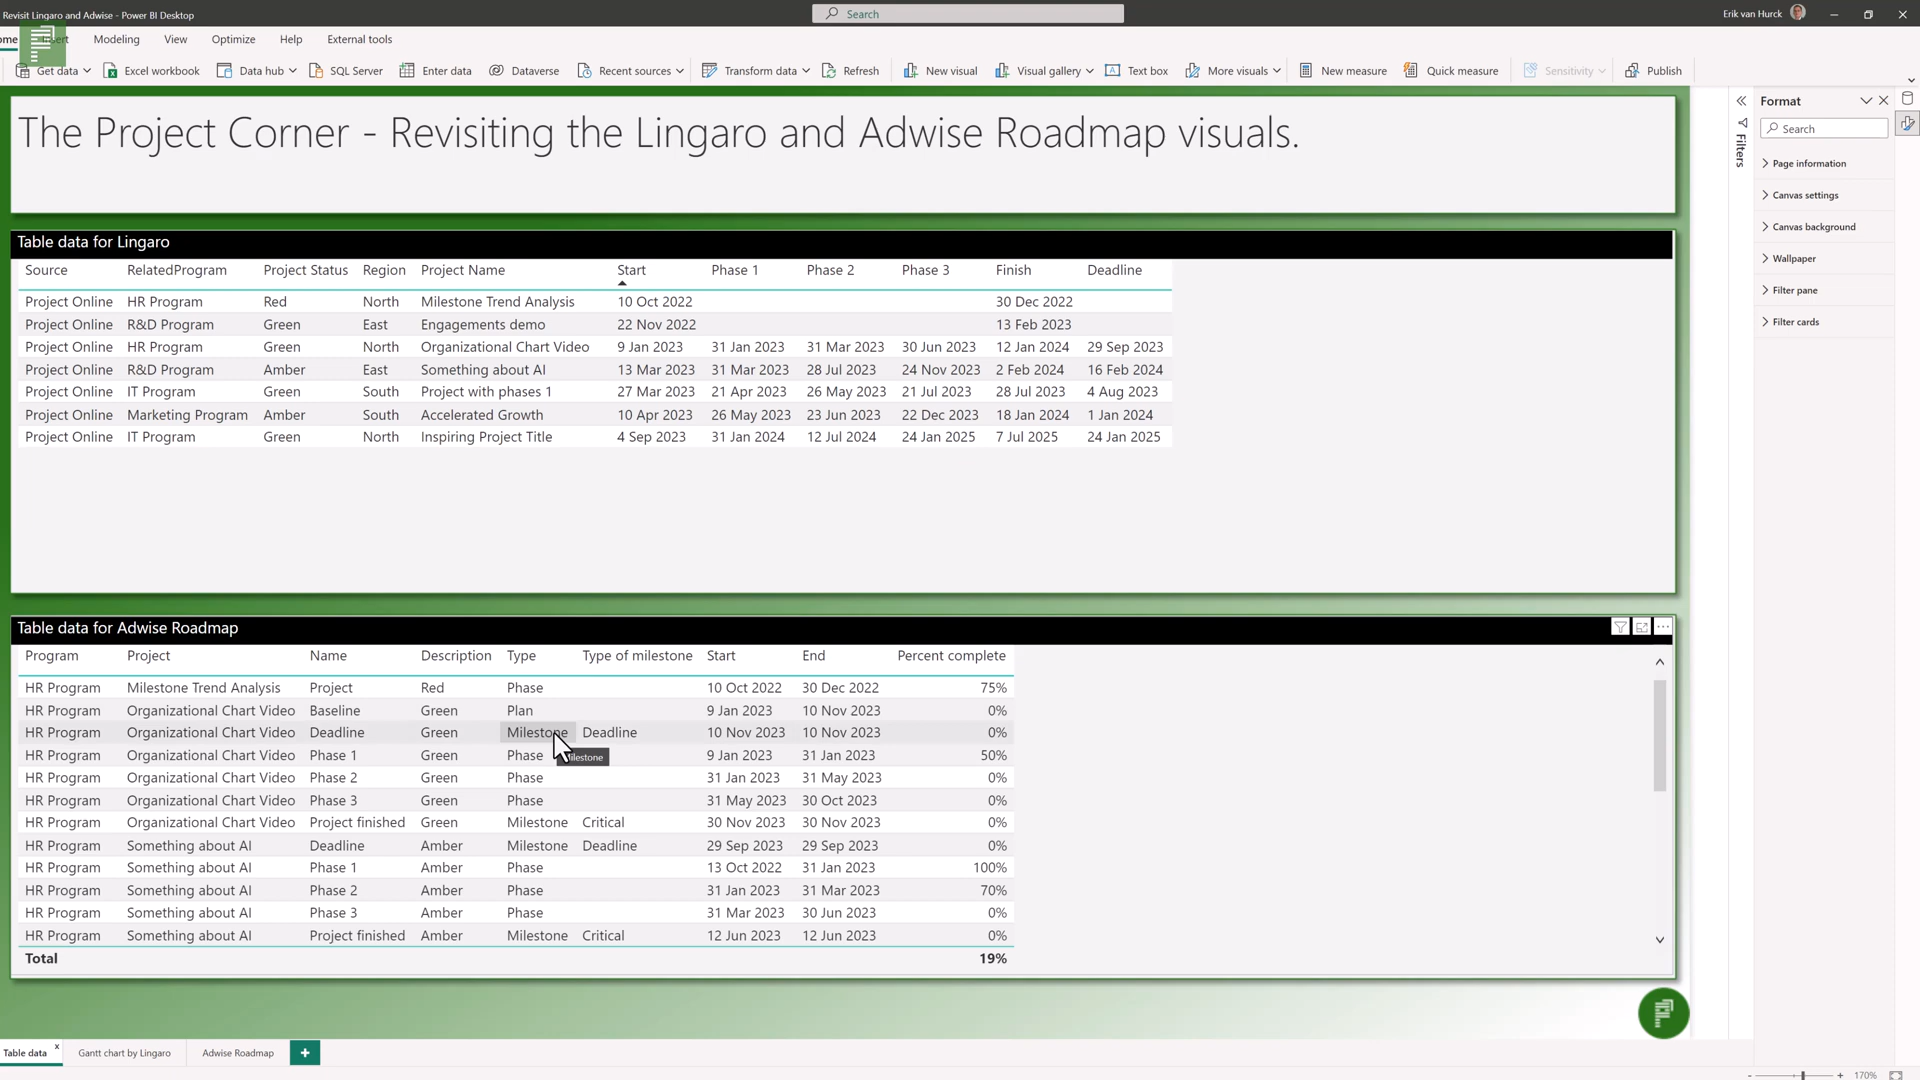 Revisit Lingaro and Adwise - Power BI Desktop
Search
Erik van Hurck
Modeling View Optimize Help External tools
Get data Excel workbook Data hub SQL Server Enter data Dataverse Recent sources Transform data Refresh New visual Visual gallery Text box More visuals New measure Quick measure Sensitivity Publish
The Project Corner - Revisiting the Lingaro and Adwise Roadmap visuals.
Table data for Lingaro
Source RelatedProgram Project Status Region Project Name Start Phase 1 Phase 2 Phase 3 Finish Deadline
Project Online HR Program Red North Milestone Trend Analysis 10 Oct 2022 30 Dec 2022
Project Online R&D Program Green East Engagements demo 22 Nov 2022 13 Feb 2023
Project Online HR Program Green North Organizational Chart Video 9 Jan 2023 31 Jan 2023 31 Mar 2023 30 Jun 2023 12 Jan 2024 29 Sep 2023
Project Online R&D Program Amber East Something about AI 13 Mar 2023 31 Mar 2023 28 Jul 2023 24 Nov 2023 2 Feb 2024 16 Feb 2024
Project Online IT Program Green South Project with phases 1 27 Mar 2023 21 Apr 2023 26 May 2023 21 Jul 2023 28 Jul 2023 4 Aug 2023
Project Online Marketing Program Amber South Accelerated Growth 10 Apr 2023 26 May 2023 23 Jun 2023 22 Dec 2023 18 Jan 2024 1 Jan 2024
Project Online IT Program Green North Inspiring Project Title 4 Sep 2023 31 Jan 2024 12 Jul 2024 24 Jan 2025 7 Jul 2025 24 Jan 2025
Table data for Adwise Roadmap
Program Project Name Description Type Type of milestone Start End Percent complete
HR Program Milestone Trend Analysis Project Red Phase 10 Oct 2022 30 Dec 2022 75%
HR Program Organizational Chart Video Baseline Green Plan 9 Jan 2023 10 Nov 2023 0%
HR Program Organizational Chart Video Deadline Green Milestone Deadline 10 Nov 2023 10 Nov 2023 0%
HR Program Organizational Chart Video Phase 1 Green Phase 9 Jan 2023 31 Jan 2023 50%
HR Program Organizational Chart Video Phase 2 Green Phase 31 Jan 2023 31 May 2023 0%
HR Program Organizational Chart Video Phase 3 Green Phase 31 May 2023 30 Oct 2023 0%
HR Program Organizational Chart Video Project finished Green Milestone Critical 30 Nov 2023 30 Nov 2023 0%
HR Program Something about AI Deadline Amber Milestone Deadline 29 Sep 2023 29 Sep 2023 0%
HR Program Something about AI Phase 1 Amber Phase 13 Oct 2022 31 Jan 2023 100%
HR Program Something about AI Phase 2 Amber Phase 31 Jan 2023 31 Mar 2023 70%
HR Program Something about AI Phase 3 Amber Phase 31 Mar 2023 30 Jun 2023 0%
HR Program Something about AI Project finished Amber Milestone Critical 12 Jun 2023 12 Jun 2023 0%
Total 19%
Table data Gantt chart by Lingaro Adwise Roadmap
Filters
Format
Search
Page information
Canvas settings
Canvas background
Wallpaper
Filter pane
Filter cards
170%